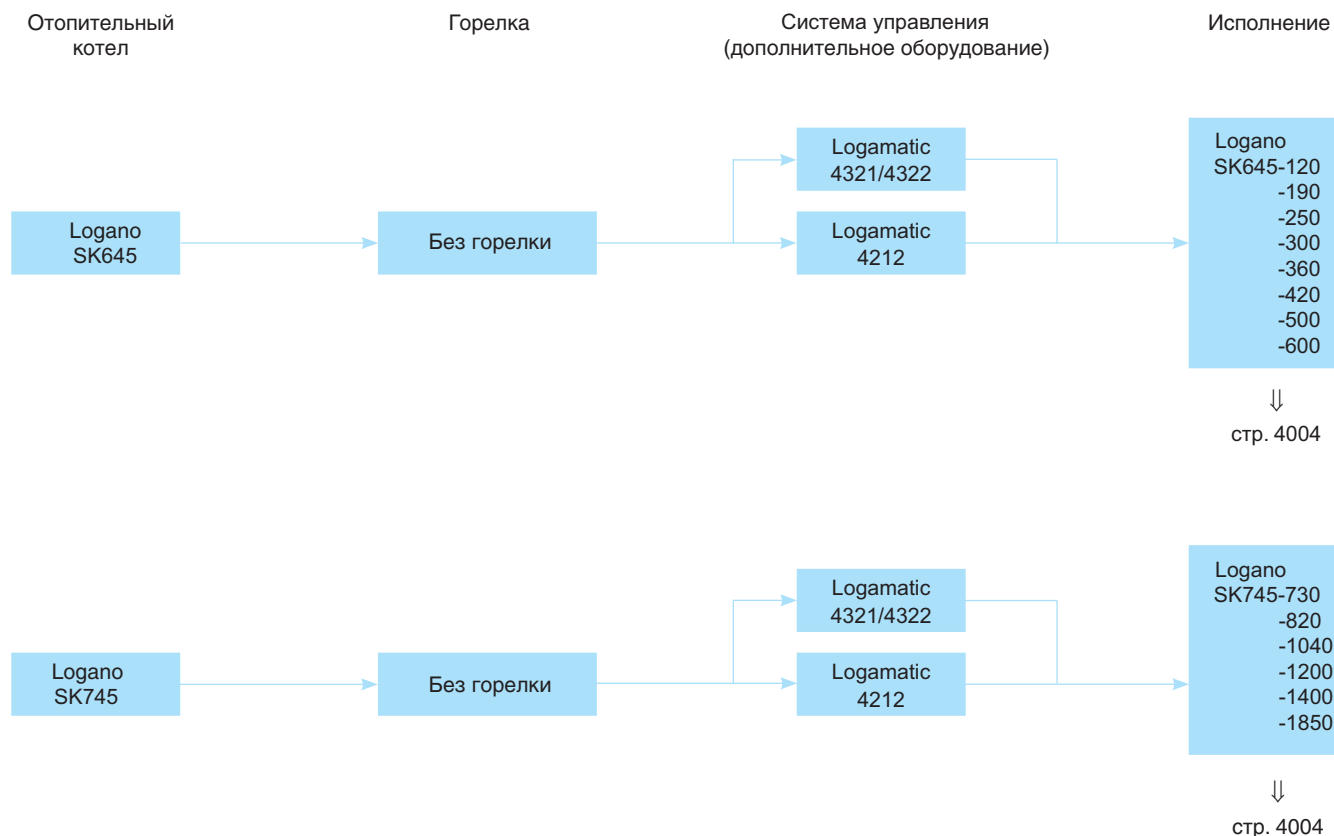 Отопительный
котел
Горелка
Система управления
(дополнительное оборудование)
Исполнение
Logano
SK645
Без горелки
Logamatic
4321/4322
Logamatic
4212
Logano
SK645-120
-190
-250
-300
-360
-420
-500
-600
⇓
стр. 4004
Logano
SK745
Без горелки
Logamatic
4321/4322
Logamatic
4212
Logano
SK745-730
-820
-1040
-1200
-1400
-1850
⇓
стр. 4004